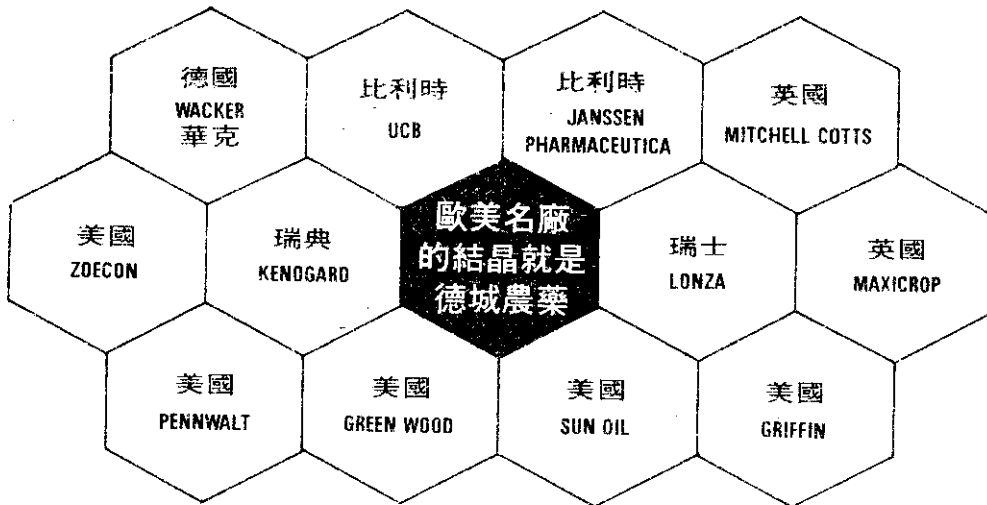 德國
WACKER
華克
比利時
UCB
比利時
JANSSEN
PHARMACEUTICA
英國
MITCHELL COTTS
美國
ZOECON
瑞典
KENOGARD
歐美名廠
的結晶就是
德城農藥
瑞士
LONZA
英國
MAXICROP
美國
PENNWALT
美國
GREEN WOOD
美國
SUN OIL
美國
GRIFFIN